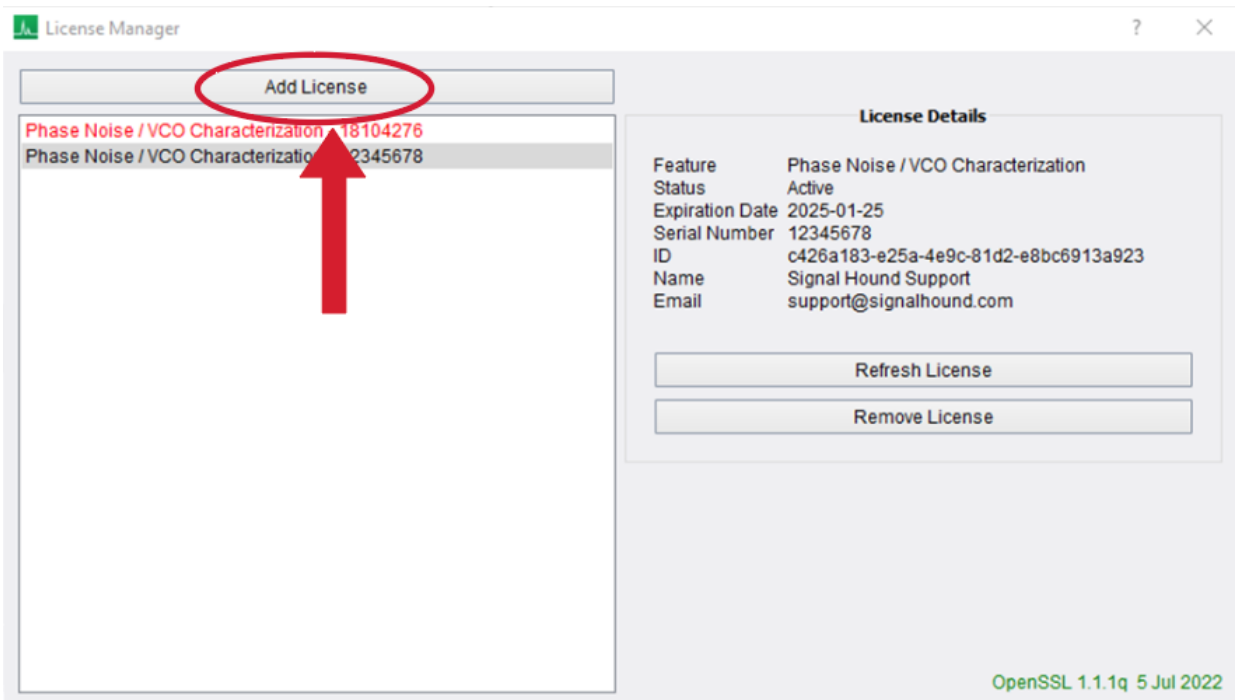 License Manager
?
Add License
Phase Noise / VCO Characterization - 18104276
Phase Noise / VCO 2345678
License Details
Feature Phase Noise / VCO Characterization
Status Active
Expiration Date 2025-01-25
Serial Number 12345678
ID c426a183-e25a-4e9c-81d2-e8bc6913a923
Name Signal Hound Support
Email support@signalhound.com
Refresh License
Remove License
OpenSSL 1.1.1q 5 Jul 2022